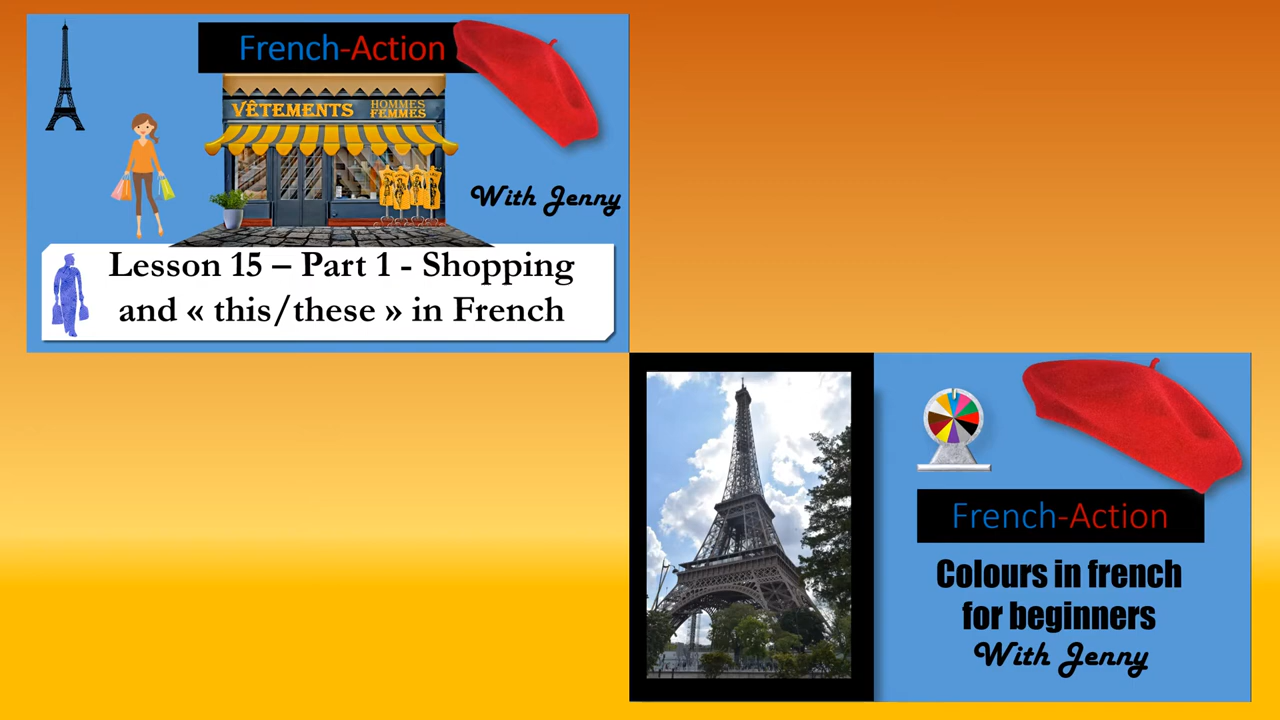 French-Action
VÊTEMENTS HOMMES FEMMES
With Jenny
Lesson 15 – Part 1 - Shopping
and « this/these » in French
French-Action
Colours in french
for beginners
With Jenny